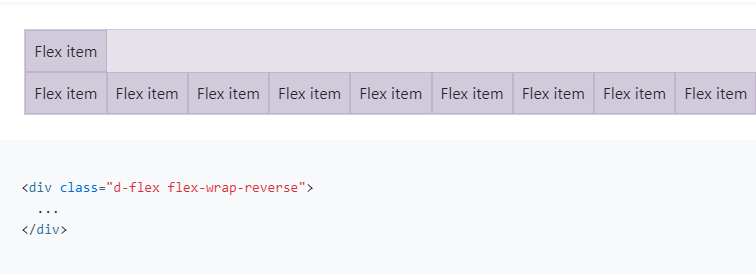 Flex item
Flex item Flex item Flex item Flex item Flex item Flex item Flex item Flex item Flex item
<div class="d-flex flex-wrap-reverse">
  ...
</div>